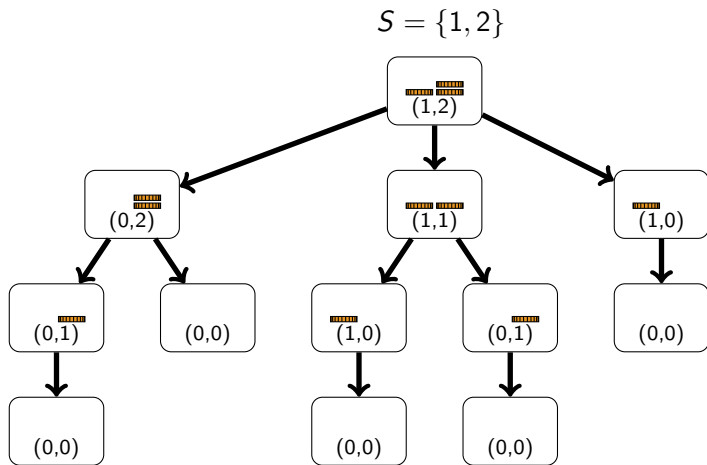 S = {1, 2}
(1,2)
(0,2) (1,1) (1,0)
(0,1) (0,0) (1,0) (0,1) (0,0)
(0,0) (0,0) (0,0)